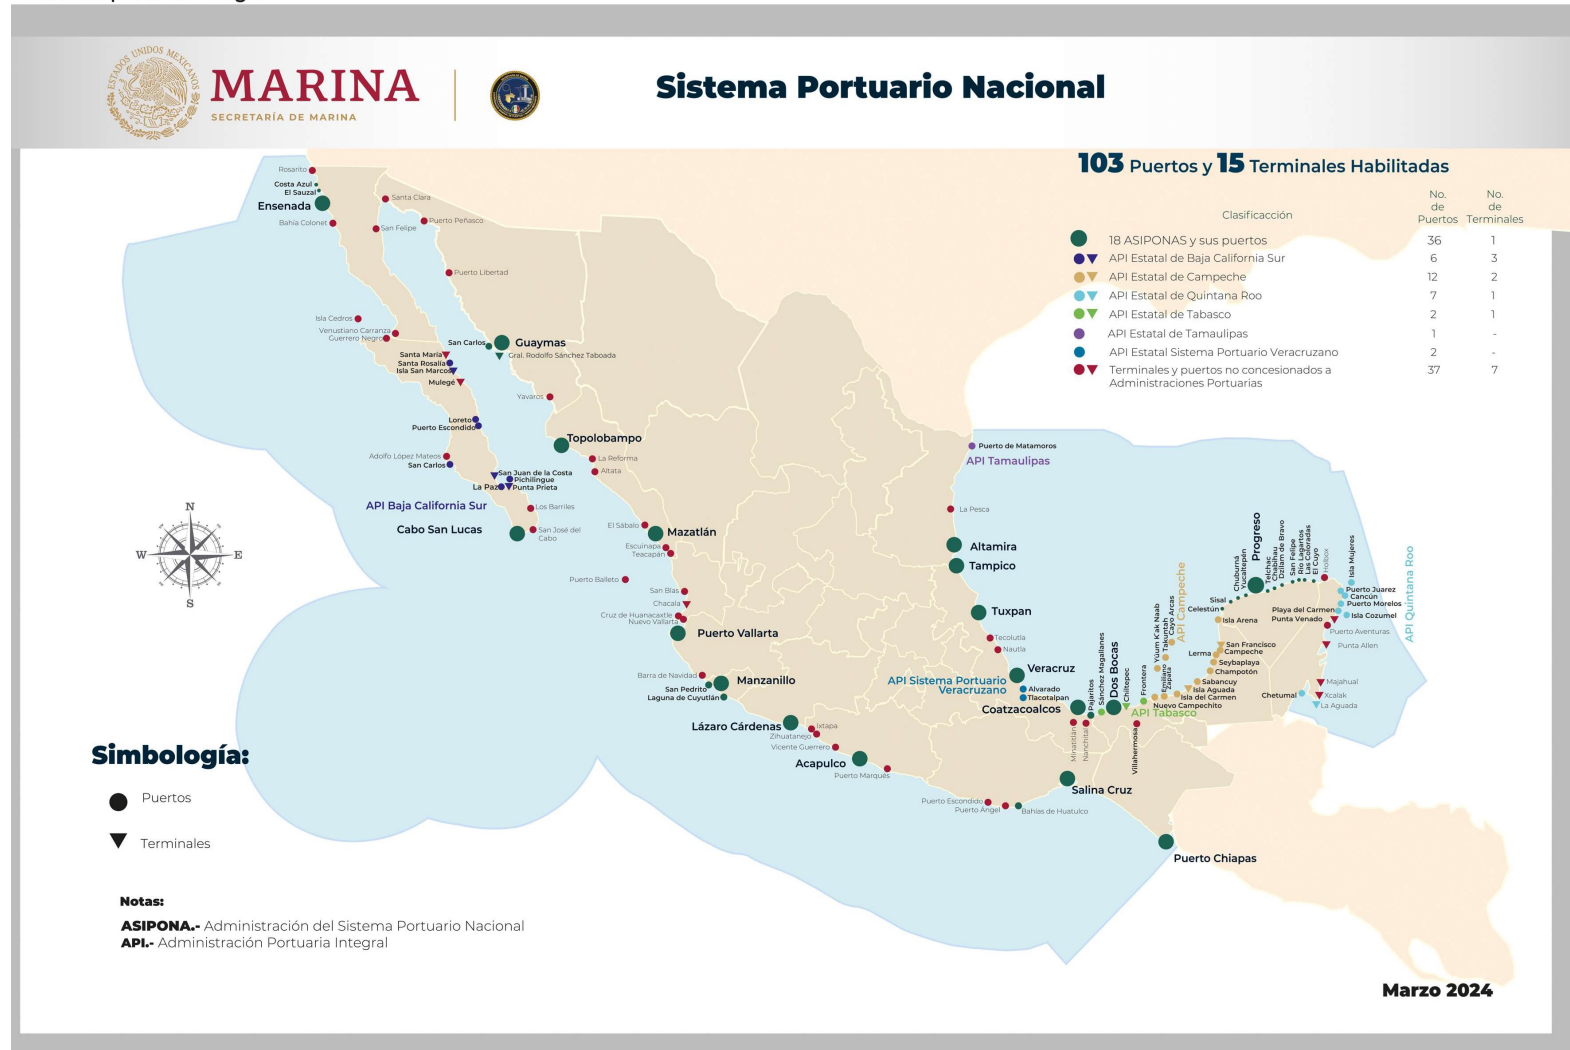 ESTADOS UNIDOS MEXICANOS
MARINA
SECRETARÍA DE MARINA
Sistema Portuario Nacional
103 Puertos y 15 Terminales Habilitadas
Clasificacción
No. de Puertos
No. de Terminales
18 ASIPONAS y sus puertos 36 1
API Estatal de Baja California Sur 6 3
API Estatal de Campeche 12 2
API Estatal de Quintana Roo 7 1
API Estatal de Tabasco 2 1
API Estatal de Tamaulipas 1 -
API Estatal Sistema Portuario Veracruzano 2 -
Terminales y puertos no concesionados a
Administraciones Portuarias 37 7
Rosarito
Costa Azul
El Sauzal
Ensenada
Bahía Colonet
Santa Clara
San Felipe
Puerto Peñasco
Puerto Libertad
Isla Cedros
Venustiano Carranza
Guerrero Negro
San Carlos
Guaymas
Gral. Rodolfo Sánchez Taboada
Santa María
Santa Rosalía
Isla San Marcos
Mulegé
Yavaros
Loreto
Puerto Escondido
Topolobampo
Adolfo López Mateos
San Carlos
La Reforma
Altata
San Juan de la Costa
Pichilingue
La Paz
Punta Prieta
API Baja California Sur
Los Barriles
Cabo San Lucas
San José del
Cabo
El Sábalo
Mazatlán
Escuinapa
Teacapán
Puerto Balleto
San Blas
Chacala
Cruz de Huanacaxtle
Nuevo Vallarta
Puerto Vallarta
Barra de Navidad
San Pedrito
Manzanillo
Laguna de Cuyutlán
Lázaro Cárdenas
Ixtapa
Zihuatanejo
Vicente Guerrero
Acapulco
Puerto Marqués
Puerto Escondido
Puerto Ángel
Bahías de Huatulco
Salina Cruz
Puerto Chiapas
Puerto de Matamoros
API Tamaulipas
La Pesca
Altamira
Tampico
Tuxpan
Tecolutla
Nautla
Veracruz
API Sistema Portuario
Veracruzano
Alvarado
Tlacotalpan
Coatzacoalcos
Minatitlán
Nanchital
Pajaritos
Sánchez Magallanes
Dos Bocas
Chiltepec
Frontera
API Tabasco
Villahermosa
Yúum K'ak Naab
Takuntah
Cayo Arcas
API Campeche
Emiliano
Zapata
Nuevo Campechito
Isla del Carmen
Isla Aguada
Sabancuy
Champotón
Seybaplaya
Lerma
Campeche
San Francisco
Isla Arena
Celestún
Sisal
Chuburná
Yucaltepén
Progreso
Telchac
Chabihau
Dzilam de Bravo
San Felipe
Río Lagartos
Las Coloradas
El Cuyo
Holbox
Isla Mujeres
Puerto Juarez
Cancún
Puerto Morelos
Playa del Carmen
Isla Cozumel
Punta Venado
Puerto Aventuras
Punta Allen
API Quintana Roo
Majahual
Chetumal
Xcalak
La Aguada
N
W
E
S
Simbología:
Puertos
Terminales
Notas:
ASIPONA.- Administración del Sistema Portuario Nacional
API.- Administración Portuaria Integral
Marzo 2024